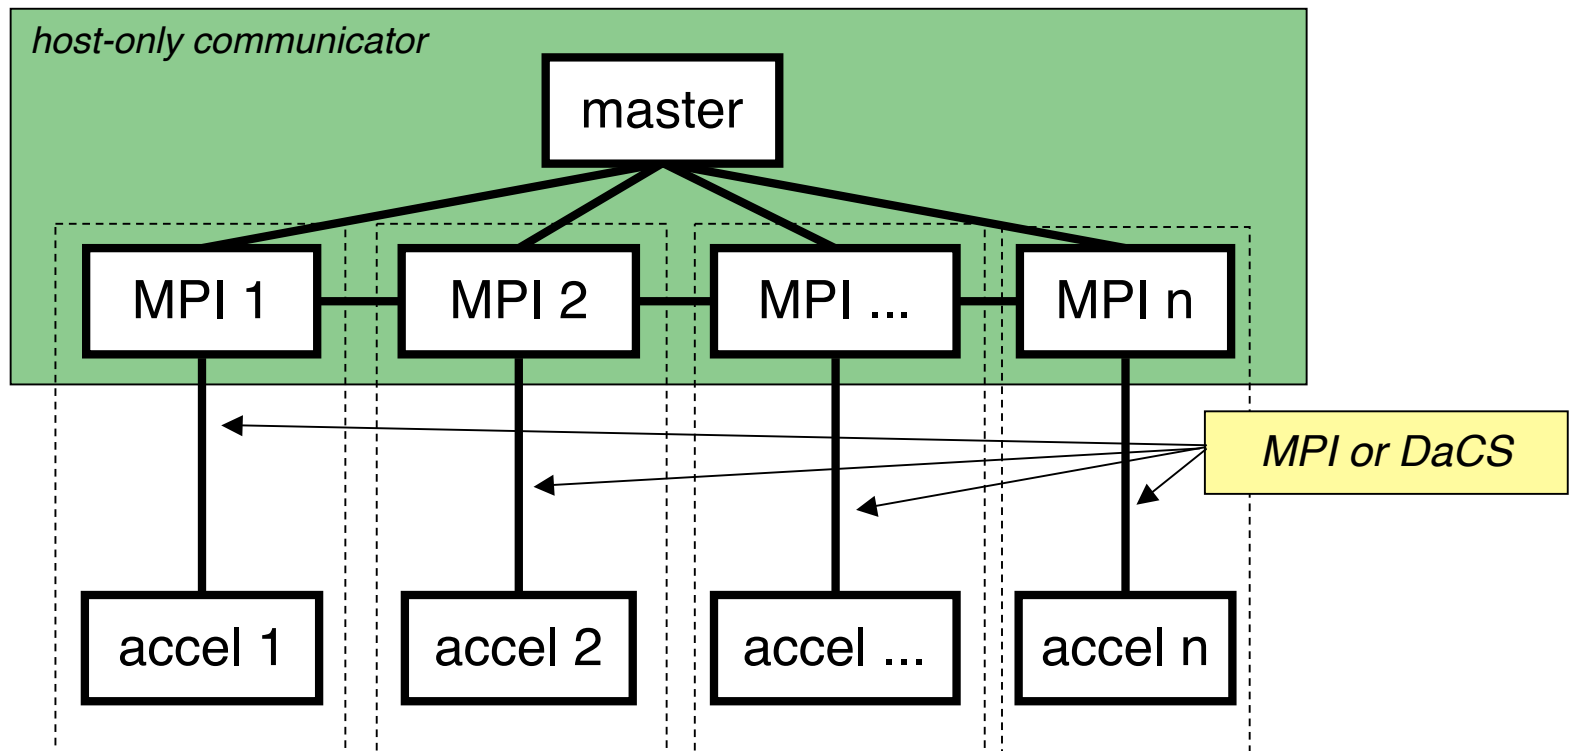 host-only communicator
master
MPI 1
MPI 2
MPI ...
MPI n
MPI or DaCS
accel 1
accel 2
accel ...
accel n